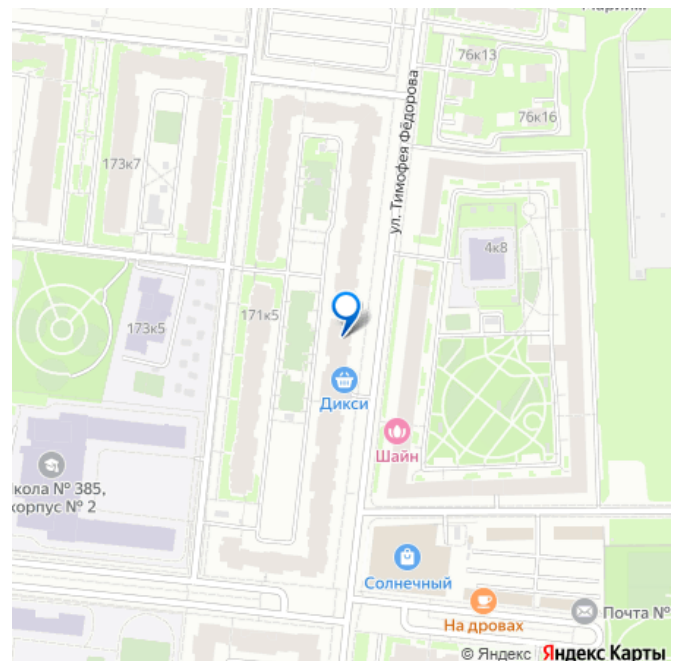 76к13
76к16
173к7
ул. Тимофея Фёдорова
4к8
171к5
173к5
Дикси
Шайн
кола № 385,
корпус № 2
Солнечный
На дровах
Почта №
© Яндекс Яндекс Карты